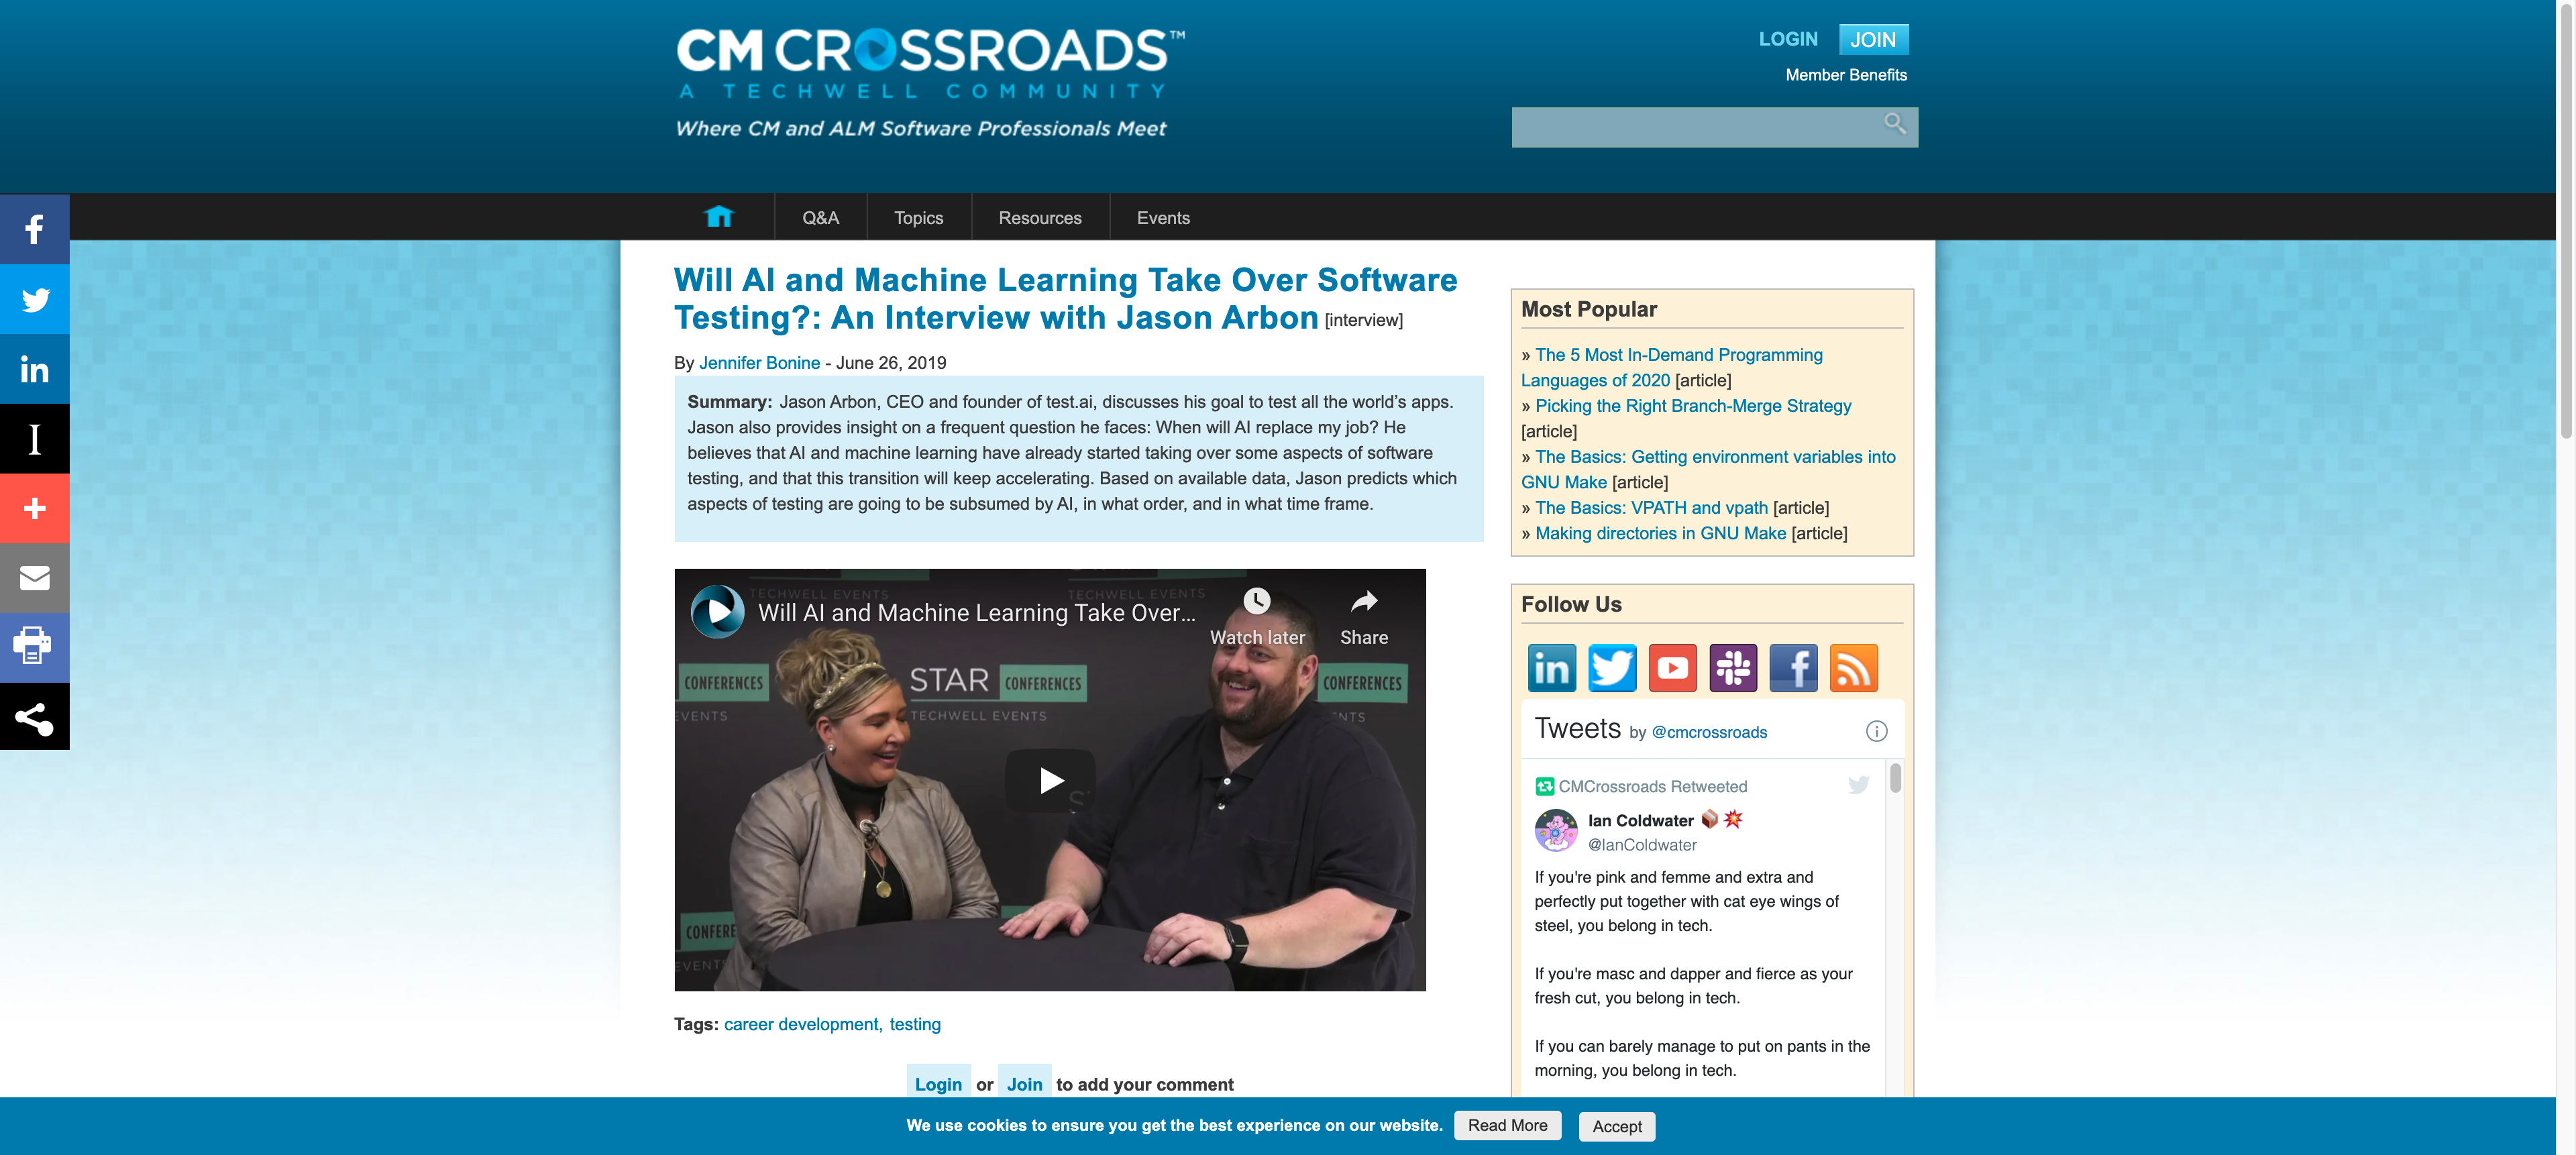 CM CROSSROADS™
A TECHWELL COMMUNITY
Where CM and ALM Software Professionals Meet
LOGIN JOIN
Member Benefits
Q&A Topics Resources Events
Will AI and Machine Learning Take Over Software
Testing?: An Interview with Jason Arbon [interview]
By Jennifer Bonine - June 26, 2019
Summary: Jason Arbon, CEO and founder of test.ai, discusses his goal to test all the world’s apps.
Jason also provides insight on a frequent question he faces: When will AI replace my job? He
believes that AI and machine learning have already started taking over some aspects of software
testing, and that this transition will keep accelerating. Based on available data, Jason predicts which
aspects of testing are going to be subsumed by AI, in what order, and in what time frame.
TECHWELL EVENTS TECHWELL EVENTS
Will AI and Machine Learning Take Over...
Watch later Share
CONFERENCES STAR CONFERENCES CONFERENCES
EVENTS TECHWELL EVENTS NTS
ST
CONFERE
EVENTS
Tags: career development, testing
Login or Join to add your comment
Most Popular
» The 5 Most In-Demand Programming
Languages of 2020 [article]
» Picking the Right Branch-Merge Strategy
[article]
» The Basics: Getting environment variables into
GNU Make [article]
» The Basics: VPATH and vpath [article]
» Making directories in GNU Make [article]
Follow Us
Tweets by @cmcrossroads
CMCrossroads Retweeted
Ian Coldwater
@IanColdwater
If you're pink and femme and extra and
perfectly put together with cat eye wings of
steel, you belong in tech.
If you're masc and dapper and fierce as your
fresh cut, you belong in tech.
If you can barely manage to put on pants in the
morning, you belong in tech.
We use cookies to ensure you get the best experience on our website. Read More Accept